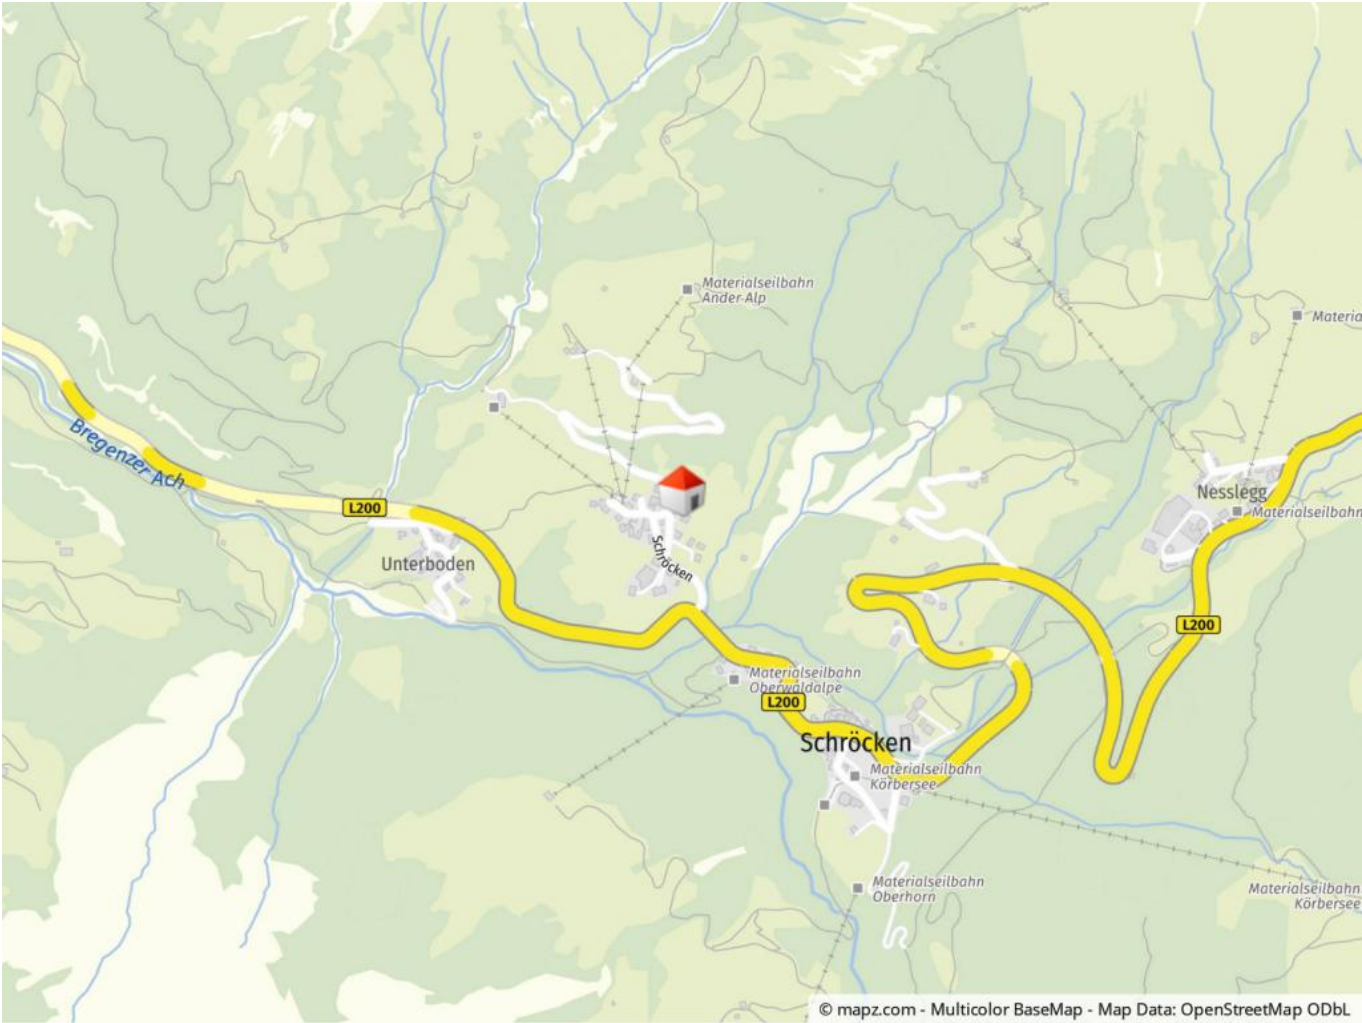 Materialseilbahn
Ander-Alp
Materia
Bregenzer Ach
L200
Nesslegg
Materialseilbahn
Schröcken
Unterboden
L200
Materialseilbahn
Oberwaldalpe
L200
Schröcken
Materialseilbahn
Körbersee
Materialseilbahn
Oberhorn
Materialseilbahn
Körbersee
© mapz.com - Multicolor BaseMap - Map Data: OpenStreetMap ODbL